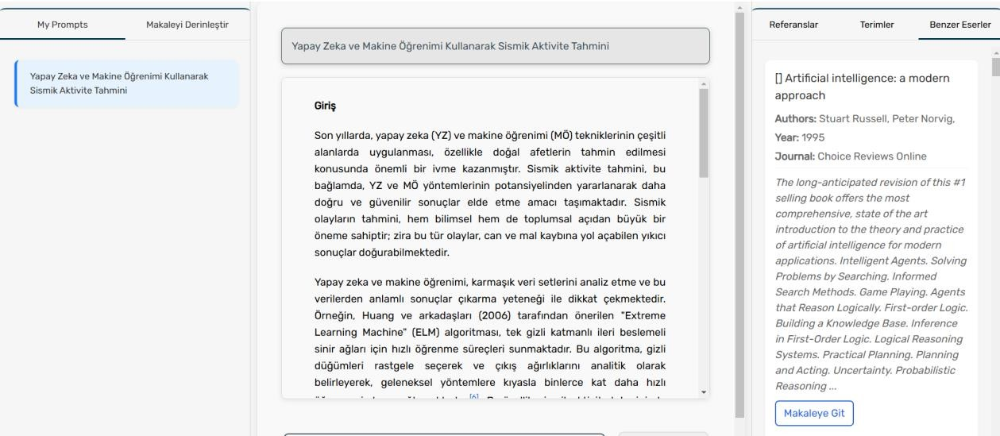 My Prompts
Makaleyi Derinleştir
Yapay Zeka ve Makine Öğrenimi Kullanarak
Sismik Aktivite Tahmini
Yapay Zeka ve Makine Öğrenimi Kullanarak Sismik Aktivite Tahmini
Giriş
Son yıllarda, yapay zeka (YZ) ve makine öğrenimi (MÖ) tekniklerinin çeşitli
alanlarda uygulanması, özellikle doğal afetlerin tahmin edilmesi
konusunda önemli bir ivme kazanmıştır. Sismik aktivite tahmini, bu
bağlamda, YZ ve MÖ yöntemlerinin potansiyelinden yararlanarak daha
doğru ve güvenilir sonuçlar elde etme amacı taşımaktadır. Sismik
olayların tahmini, hem bilimsel hem de toplumsal açıdan büyük bir
öneme sahiptir; zira bu tür olaylar, can ve mal kaybına yol açabilen yıkıcı
sonuçlar doğurabilmektedir.
Yapay zeka ve makine öğrenimi, karmaşık veri setlerini analiz etme ve bu
verilerden anlamlı sonuçlar çıkarma yeteneği ile dikkat çekmektedir.
Örneğin, Huang ve arkadaşları (2006) tarafından önerilen "Extreme
Learning Machine" (ELM) algoritması, tek gizli katmanlı ileri beslemeli
sinir ağları için hızlı öğrenme süreçleri sunmaktadır. Bu algoritma, gizli
düğümleri rastgele seçerek ve çıkış ağırlıklarını analitik olarak
belirleyerek, geleneksel yöntemlere kıyasla binlerce kat daha hızlı
[6]
Referanslar
Terimler
Benzer Eserler
[] Artificial intelligence: a modern
approach
Authors: Stuart Russell, Peter Norvig,
Year: 1995
Journal: Choice Reviews Online
The long-anticipated revision of this #1
selling book offers the most
comprehensive, state of the art
introduction to the theory and practice
of artificial intelligence for modern
applications. Intelligent Agents. Solving
Problems by Searching. Informed
Search Methods. Game Playing. Agents
that Reason Logically. First-order Logic.
Building a Knowledge Base. Inference
in First-Order Logic. Logical Reasoning
Systems. Practical Planning. Planning
and Acting. Uncertainty. Probabilistic
Reasoning ...
Makaleye Git